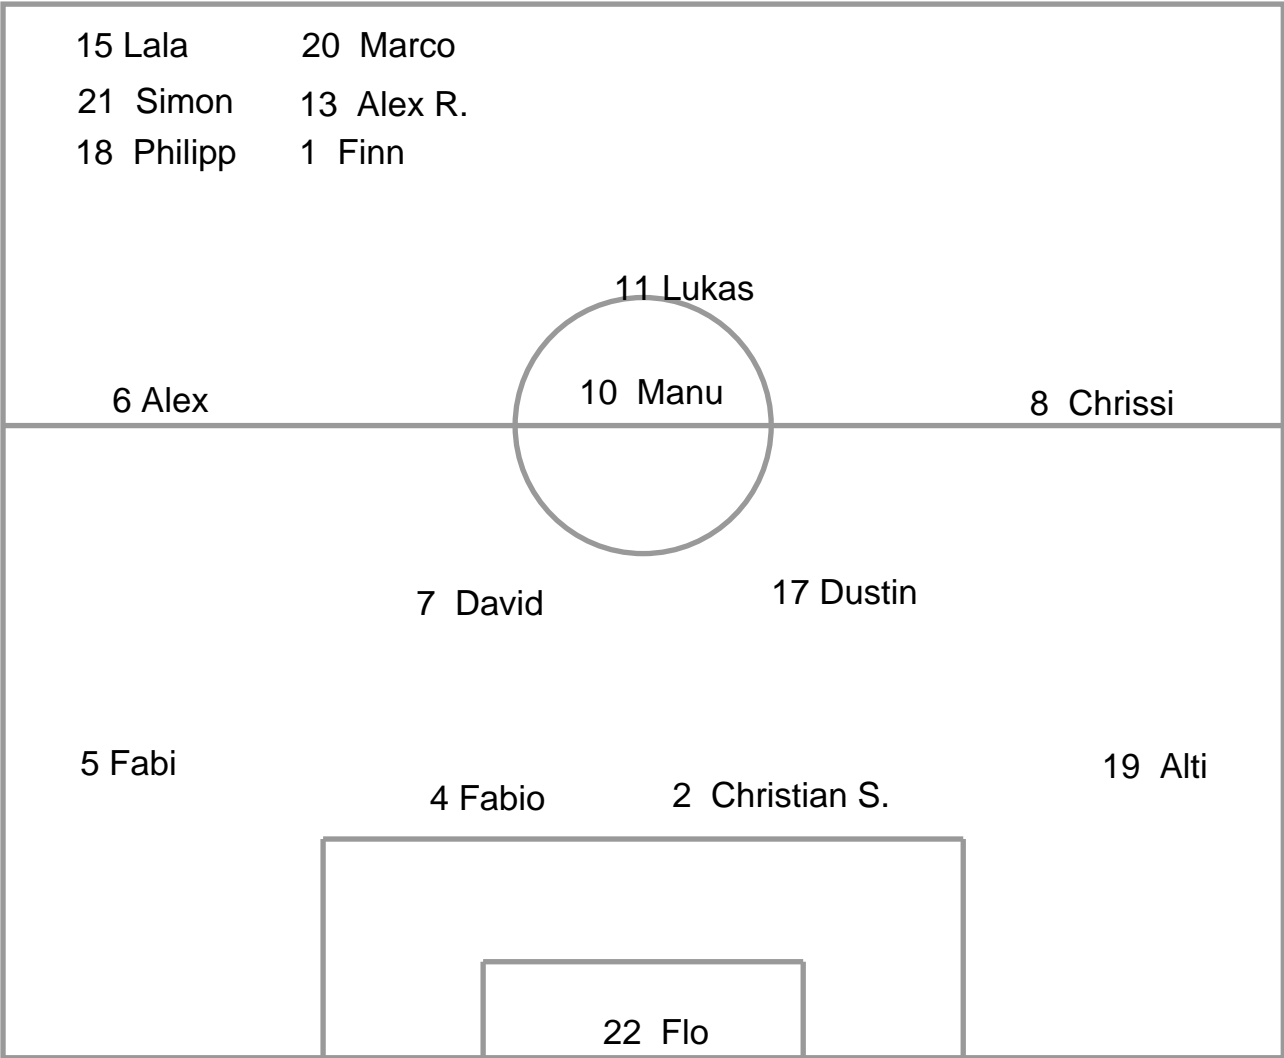 15 Lala
20 Marco
21 Simon
13 Alex R.
18 Philipp
1 Finn
11 Lukas
6 Alex
10 Manu
8 Chrissi
7 David
17 Dustin
5 Fabi
19 Alti
4 Fabio
2 Christian S.
22 Flo